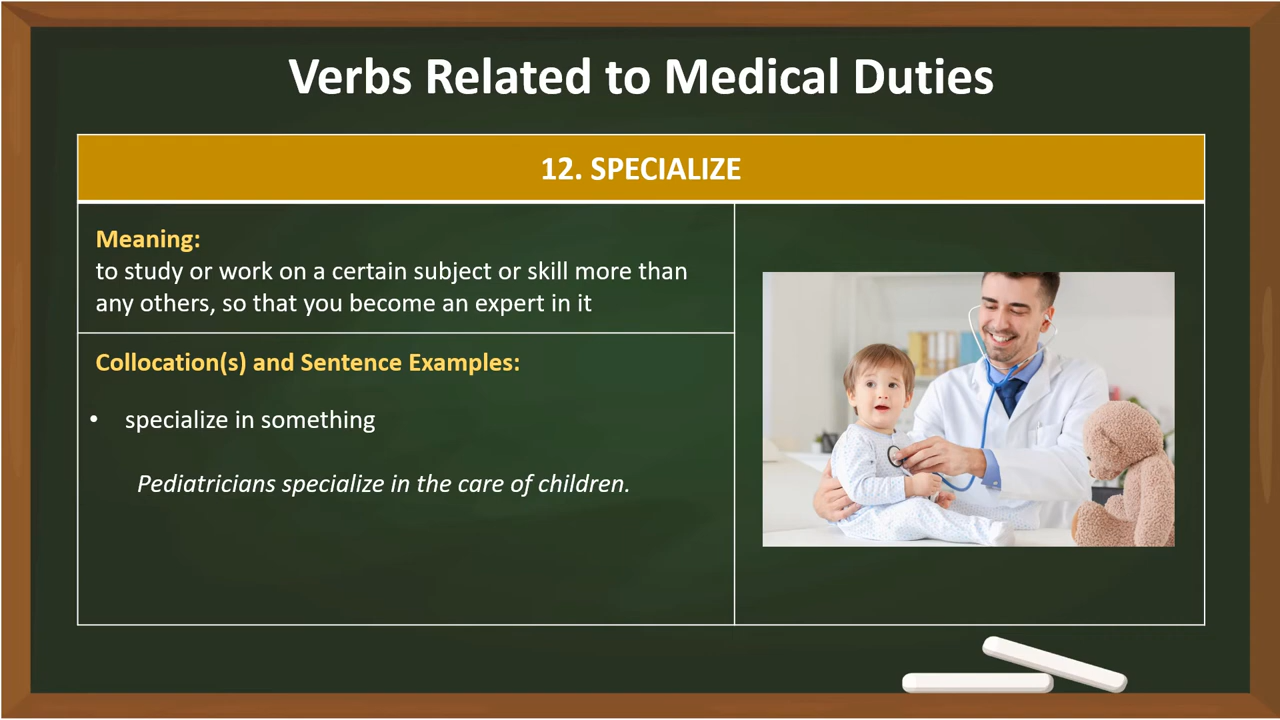 Verbs Related to Medical Duties
12. SPECIALIZE
Meaning:
to study or work on a certain subject or skill more than
any others, so that you become an expert in it
Collocation(s) and Sentence Examples:
• specialize in something
Pediatricians specialize in the care of children.